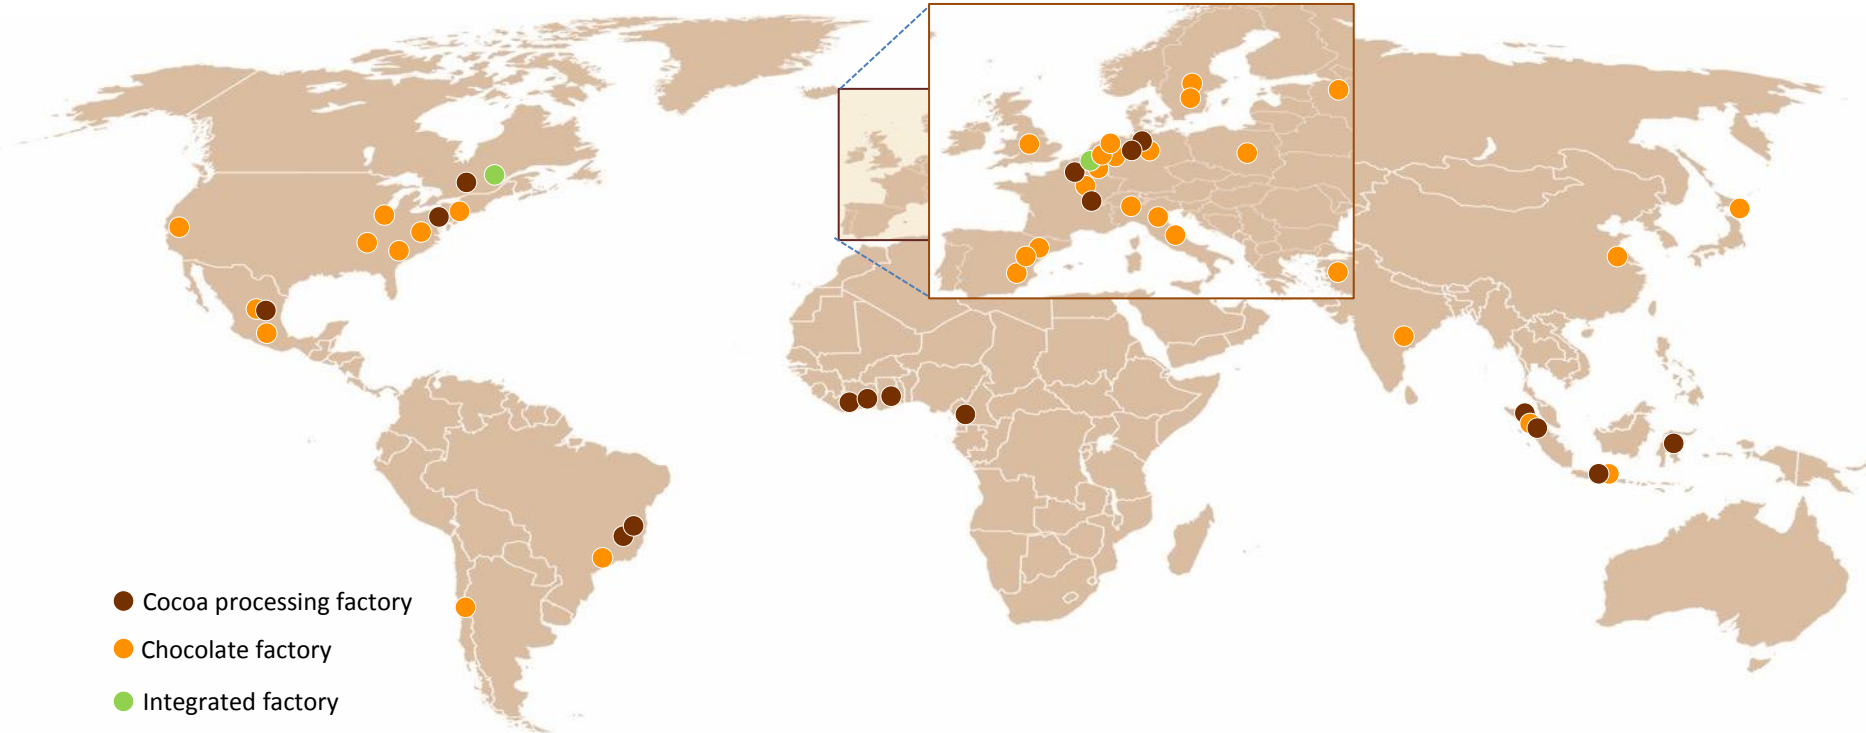 Cocoa processing factory
Chocolate factory
Integrated factory